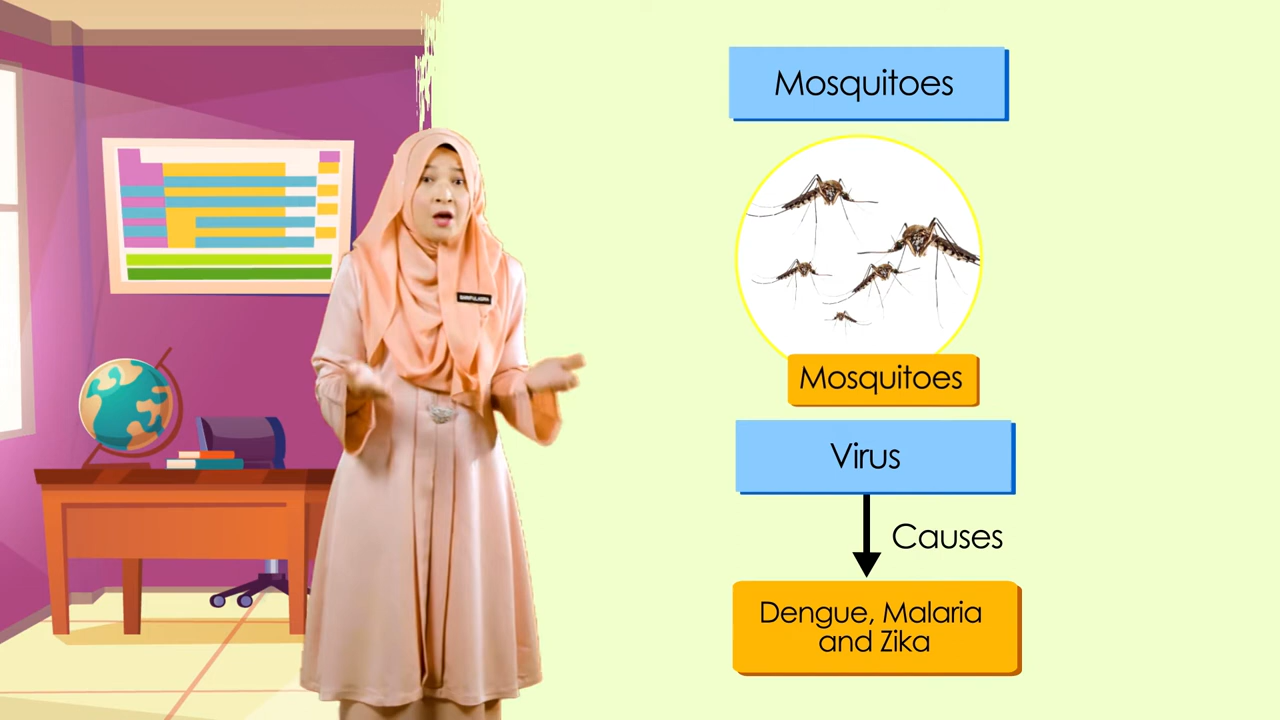 Mosquitoes
Mosquitoes
Virus
Causes
Dengue, Malaria
and Zika